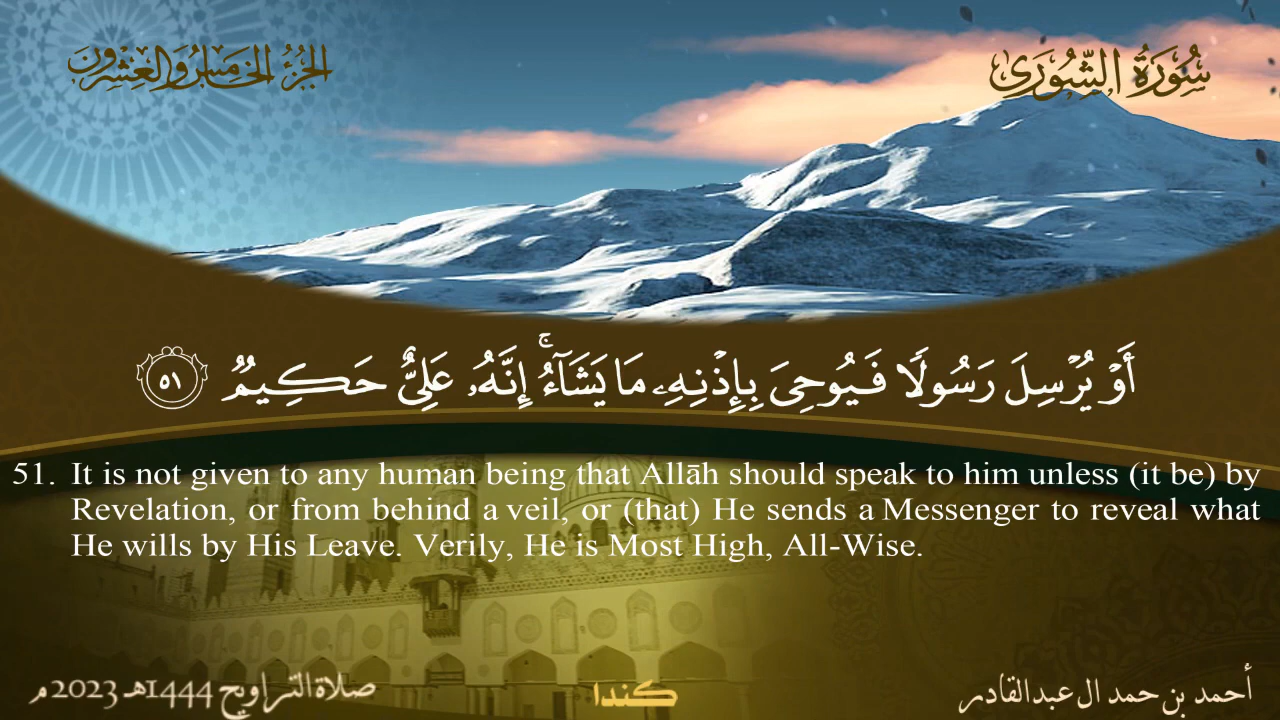 سُورَةُ الشُّورَىٰ
الجُزْءُ الخَامِسُ وَالعِشْرُونَ
أَوْ يُرْسِلَ رَسُولًا فَيُوحِىَ بِإِذْنِهِۦ مَا يَشَآءُ ۚ إِنَّهُۥ عَلِىٌّ حَكِيمٌ ٥١
51. It is not given to any human being that Allāh should speak to him unless (it be) by
Revelation, or from behind a veil, or (that) He sends a Messenger to reveal what
He wills by His Leave. Verily, He is Most High, All-Wise.
أحمد بن حمد ال عبدالقادر
كندا
صلاة التراويح 1444هـ 2023م